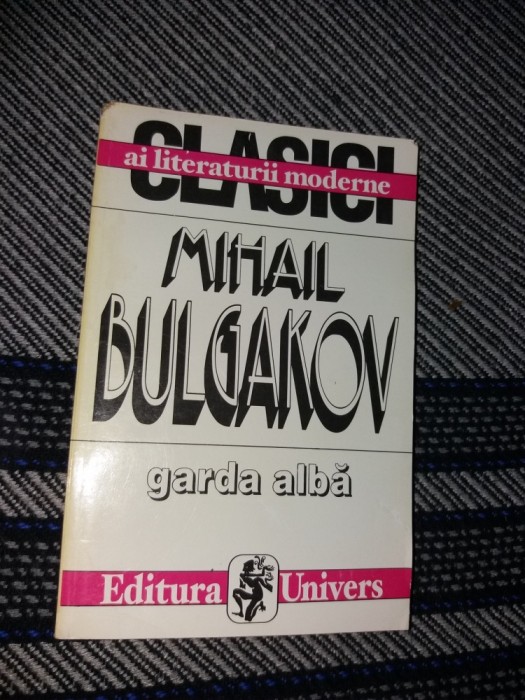 CLASICI
ai literaturii moderne
MIHAIL
BULGAKOV
garda albă
Editura Univers